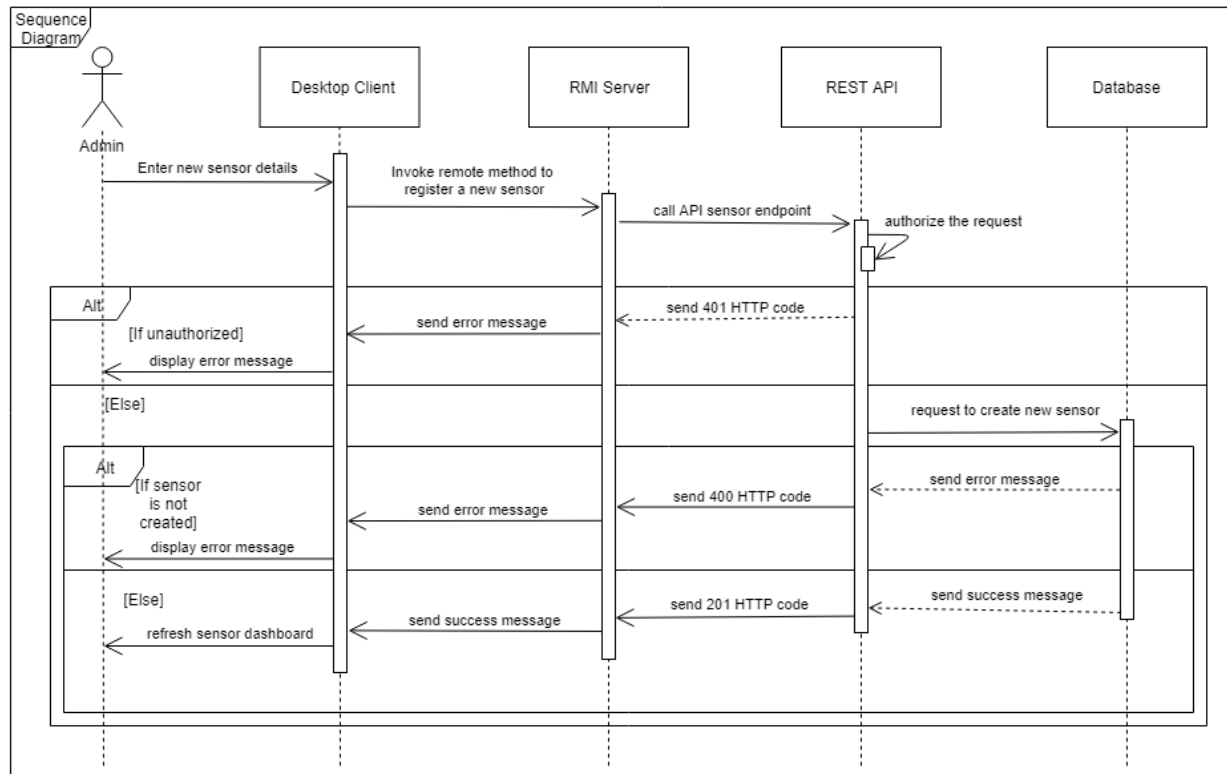 Sequence
Diagram
Desktop Client
RMI Server
REST API
Database
Admin
Enter new sensor details
Invoke remote method to
register a new sensor
call API sensor endpoint
authorize the request
Alt
send 401 HTTP code
[If unauthorized]
send error message
display error message
[Else]
request to create new sensor
Alt
[If sensor
is not
created]
send error message
send 400 HTTP code
send error message
display error message
[Else]
send success message
send 201 HTTP code
send success message
refresh sensor dashboard